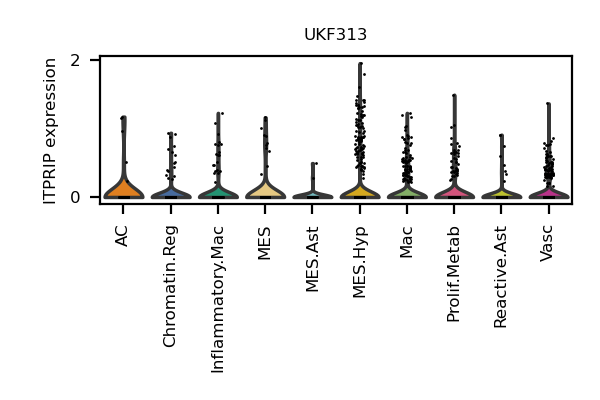 UKF313
ITPRIP expression
2
0
AC
Chromatin.Reg
Inflammatory.Mac
MES
MES.Ast
MES.Hyp
Mac
Prolif.Metab
Reactive.Ast
Vasc